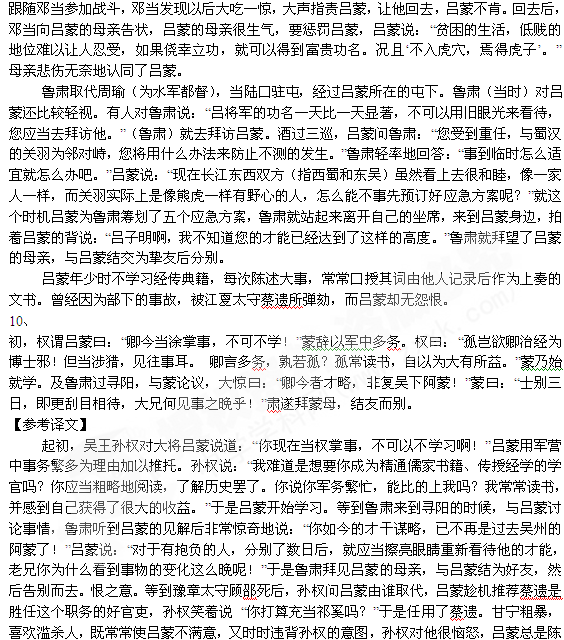 跟随邓当参加战斗，邓当发现以后大吃一惊，大声指责吕蒙，让他回去，吕蒙不肯。回去后，
邓当向吕蒙的母亲告状，吕蒙的母亲很生气，要惩罚吕蒙，吕蒙说：“贫困的生活，低贱的
地位难以让人忍受，如果侥幸立功，就可以得到富贵功名。况且‘不入虎穴，焉得虎子’。”
母亲悲伤无奈地认同了吕蒙。
鲁肃取代周瑜（为水军都督），当陆口驻屯，经过吕蒙所在的屯下。鲁肃（当时）对吕
蒙还比较轻视。有人对鲁肃说：“吕将军的功名一天比一天显著，不可以用旧眼光来看待，
您应当去拜访他。”（鲁肃）就去拜访吕蒙。酒过三巡，吕蒙问鲁肃：“您受到重任，与蜀汉
的关羽为邻对峙，您将用什么办法来防止不测的发生。”鲁肃轻率地回答：“事到临时怎么适
宜就怎么办吧。”吕蒙说：“现在长江东西双方（指西蜀和东吴）虽然看上去很和睦，像一家
人一样，而关羽实际上是像熊虎一样有野心的人，怎么能不事先预订好应急方案呢？”就这
个时机吕蒙为鲁肃筹划了五个应急方案，鲁肃就站起来离开自己的坐席，来到吕蒙身边，拍
着吕蒙的背说：“吕子明啊，我不知道您的才能已经达到了这样的高度。”鲁肃就拜望了吕蒙
的母亲，与吕蒙结交为挚友后分别。
吕蒙年少时不学习经传典籍，每次陈述大事，常常口授其词由他人记录后作为上奏的
文书。曾经因为部下的事故，被江夏太守蔡遗所弹劾，而吕蒙却无怨恨。
10、
初，权谓吕蒙曰：“卿今当涂掌事，不可不学！”蒙辞以军中多务。权曰：“孤岂欲卿治经为
博士邪！但当涉猎，见往事耳。 卿言多务，孰若孤？孤常读书，自以为大有所益。”蒙乃始
就学。及鲁肃过寻阳，与蒙论议，大惊曰：“卿今者才略，非复吴下阿蒙！”蒙曰：“士别三
日，即更刮目相待，大兄何见事之晚乎！”肃遂拜蒙母，结友而别。
【参考译文】
起初，吴王孙权对大将吕蒙说道：“你现在当权掌事，不可以不学习啊！”吕蒙用军营
中事务繁多为理由加以推托。孙权说：“我难道是想要你成为精通儒家书籍、传授经学的学
官吗？你应当粗略地阅读，了解历史罢了。你说你军务繁忙，能比的上我吗？我常常读书，
并感到自己获得了很大的收益。”于是吕蒙开始学习。等到鲁肃来到寻阳的时候，与吕蒙讨
论事情，鲁肃听到吕蒙的见解后非常惊奇地说：“你如今的才干谋略，已不再是过去吴州的
阿蒙了！”吕蒙说：“对于有抱负的人，分别了数日后，就应当擦亮眼睛重新看待他的才能，
老兄你为什么看到事物的变化这么晚呢！”于是鲁肃拜见吕蒙的母亲，与吕蒙结为好友，然
后告别而去。恨之意。等到豫章太守顾邵死后，孙权问吕蒙由谁取代，吕蒙趁机推荐蔡遗是
胜任这个职务的好官吏，孙权笑着说 “你打算充当祁奚吗？”于是任用了蔡遗。甘宁粗暴，
喜欢滥杀人，既常常使吕蒙不满意，又时时违背孙权的意图，孙权对他很恼怒，吕蒙总是陈